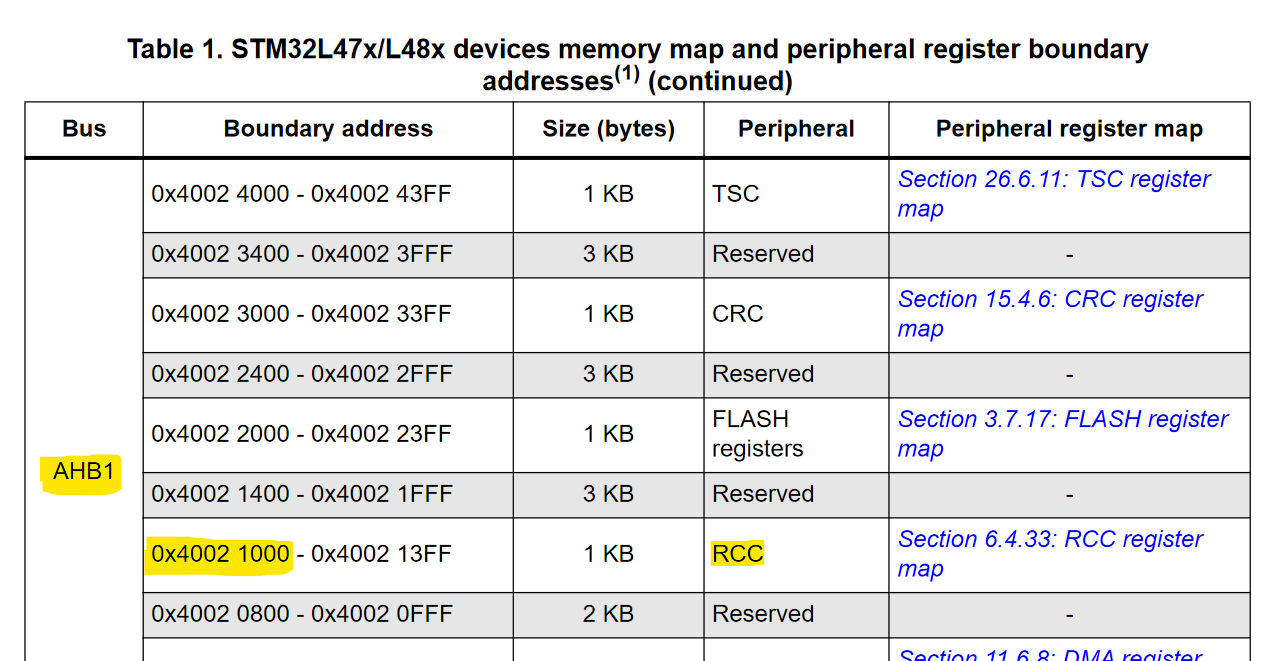 Table 1. STM32L47x/L48x devices memory map and peripheral register boundary
addresses(1) (continued)
Bus Boundary address Size (bytes) Peripheral Peripheral register map
0x4002 4000 - 0x4002 43FF 1 KB TSC Section 26.6.11: TSC register
map
0x4002 3400 - 0x4002 3FFF 3 KB Reserved -
0x4002 3000 - 0x4002 33FF 1 KB CRC Section 15.4.6: CRC register
map
0x4002 2400 - 0x4002 2FFF 3 KB Reserved -
0x4002 2000 - 0x4002 23FF 1 KB FLASH Section 3.7.17: FLASH register
registers map
AHB1
0x4002 1400 - 0x4002 1FFF 3 KB Reserved -
0x4002 1000 - 0x4002 13FF 1 KB RCC Section 6.4.33: RCC register
map
0x4002 0800 - 0x4002 0FFF 2 KB Reserved -
Section 11.6.8: DMA register